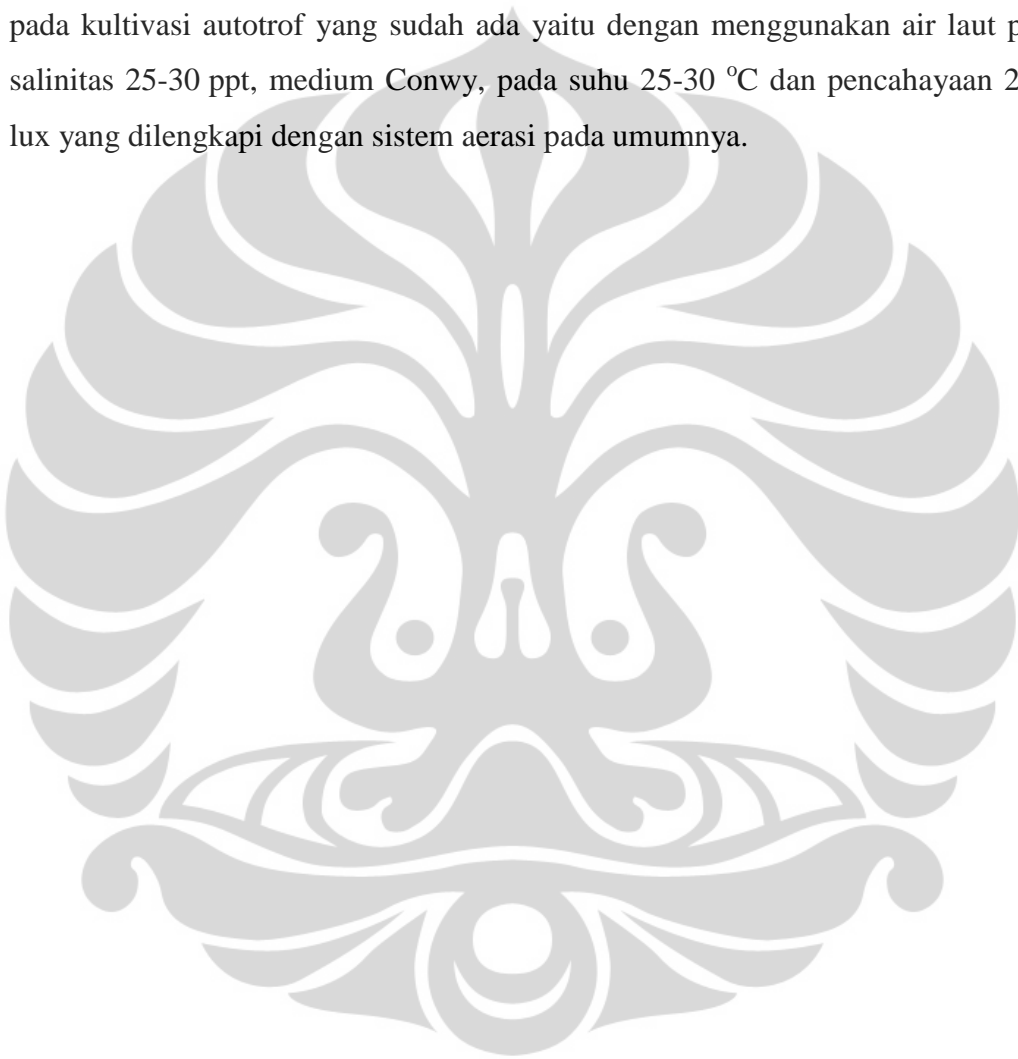 pada kultivasi autotrof yang sudah ada yaitu dengan menggunakan air laut
salinitas 25-30 ppt, medium Conwy, pada suhu 25-30 °C dan pencahayaan
lux yang dilengkapi dengan sistem aerasi pada umumnya.